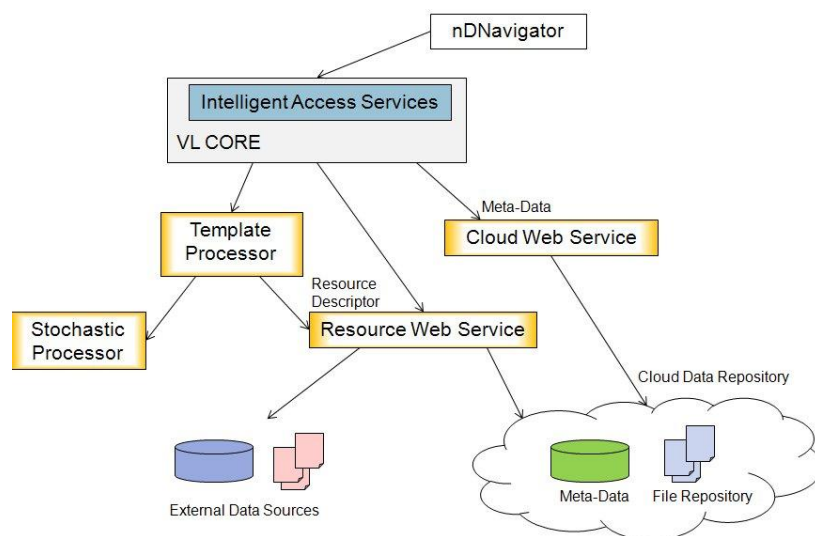 nDNavigator
Intelligent Access Services
VL CORE
Meta-Data
Template
Processor
Cloud Web Service
Resource
Descriptor
Stochastic
Processor
Resource Web Service
Cloud Data Repository
External Data Sources
Meta-Data
File Repository